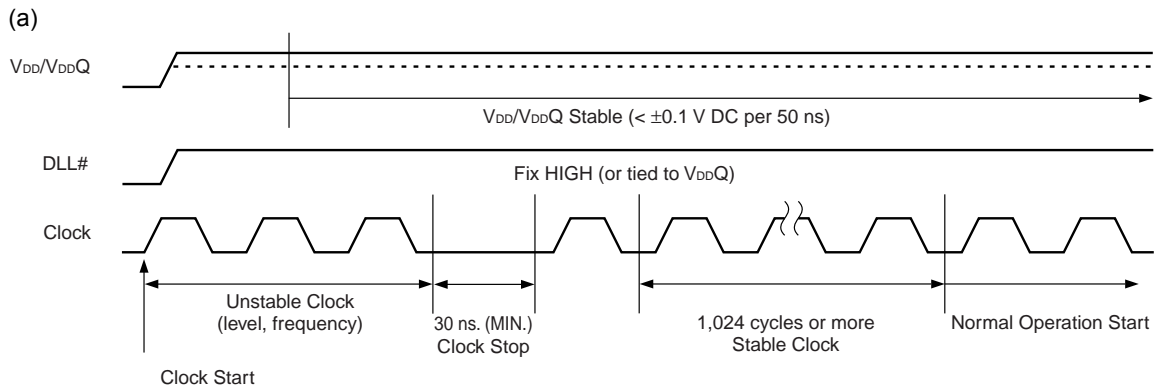 (a)
VDD/VDDQ
VDD/VDDQ Stable (< ±0.1 V DC per 50 ns)
DLL#
Fix HIGH (or tied to VDDQ)
Clock
Unstable Clock
(level, frequency)
30 ns. (MIN.)
Clock Stop
1,024 cycles or more
Stable Clock
Normal Operation Start
Clock Start